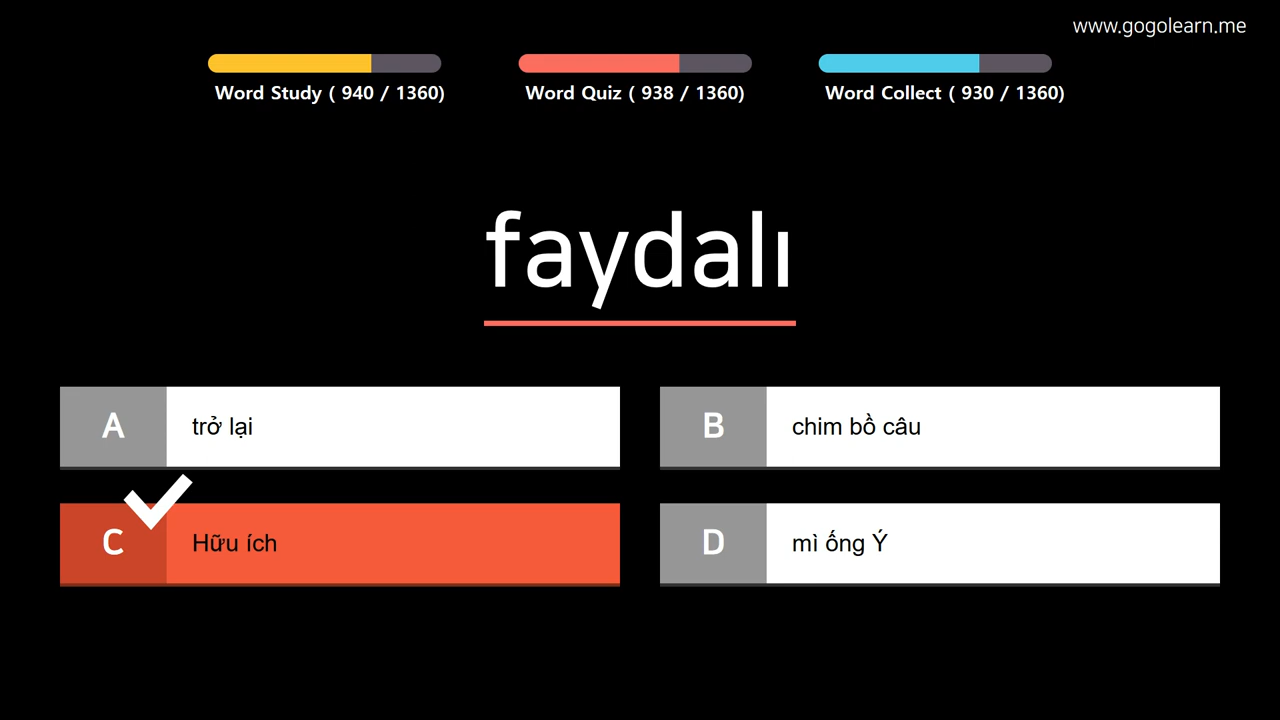 www.gogolearn.me
Word Study ( 940 / 1360)
Word Quiz ( 938 / 1360)
Word Collect ( 930 / 1360)
faydalı
A
trở lại
B
chim bồ câu
C
Hữu ích
D
mì ống Ý